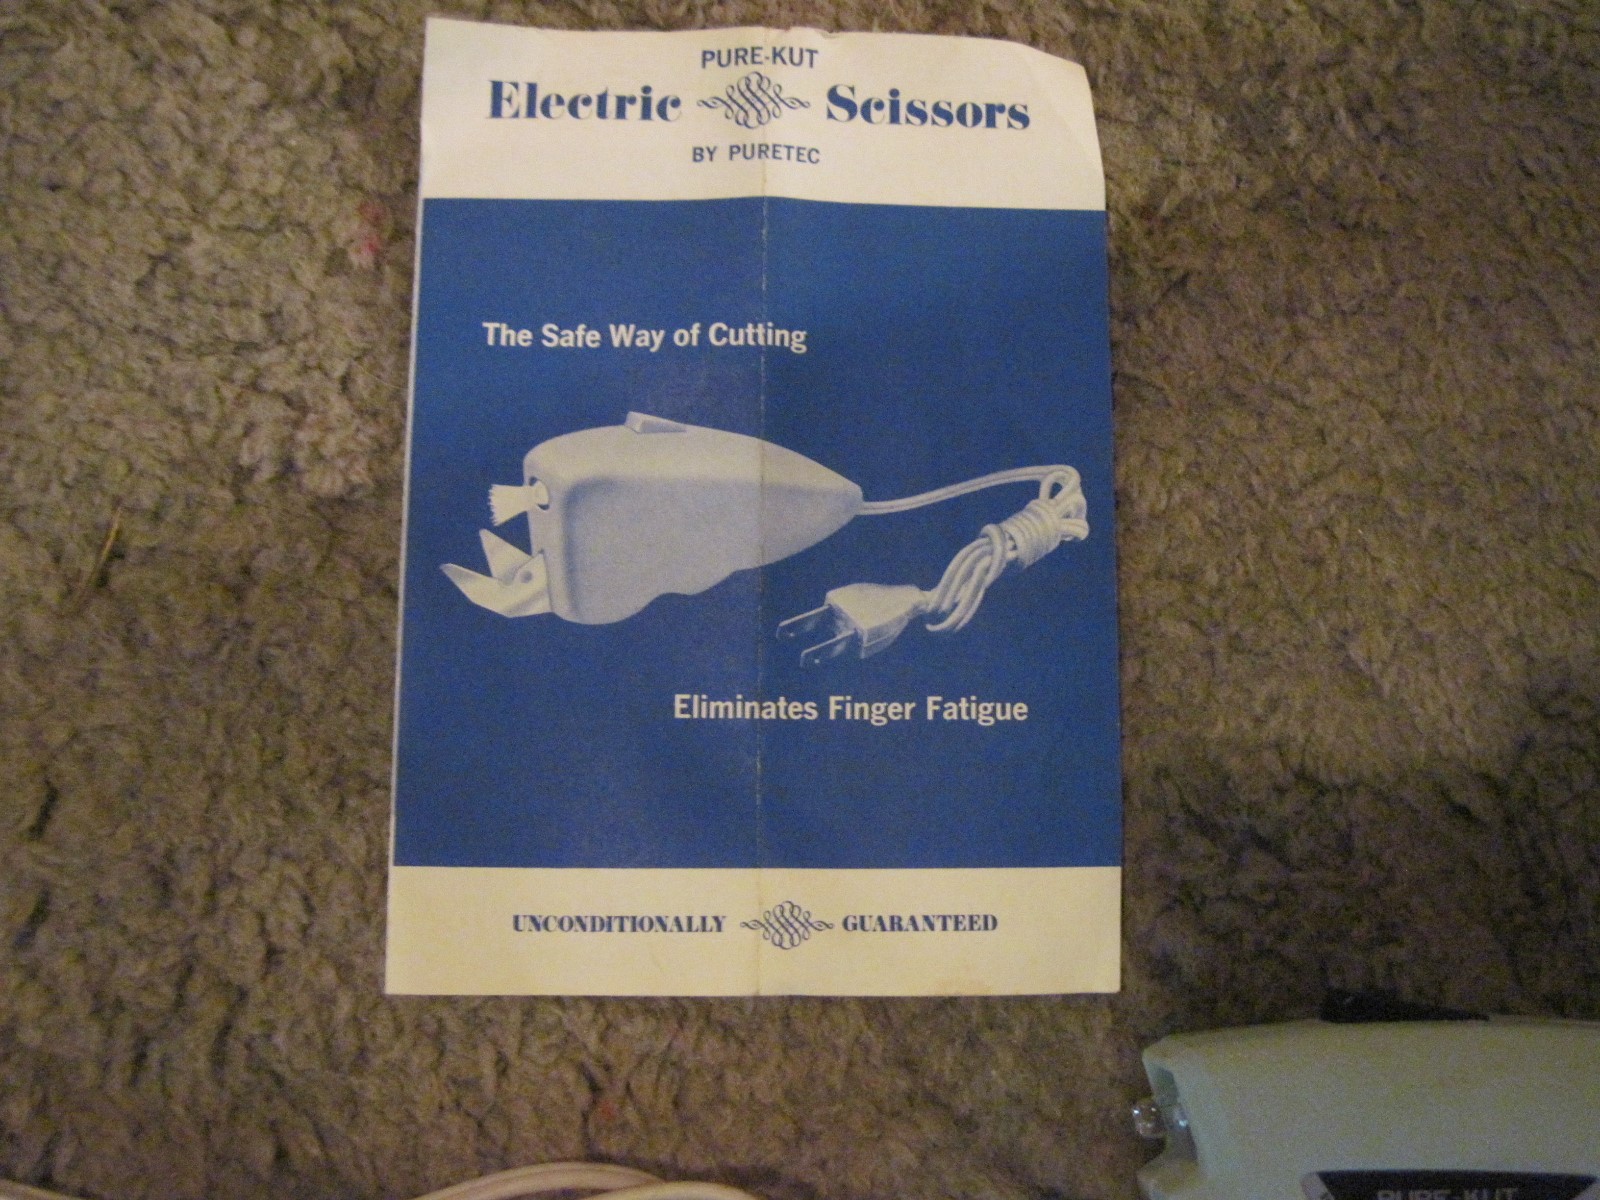 PURE-KUT
Electric Scissors
BY PURETEC
The Safe Way of Cutting
Eliminates Finger Fatigue
UNCONDITIONALLY GUARANTEED
PURE-KUT